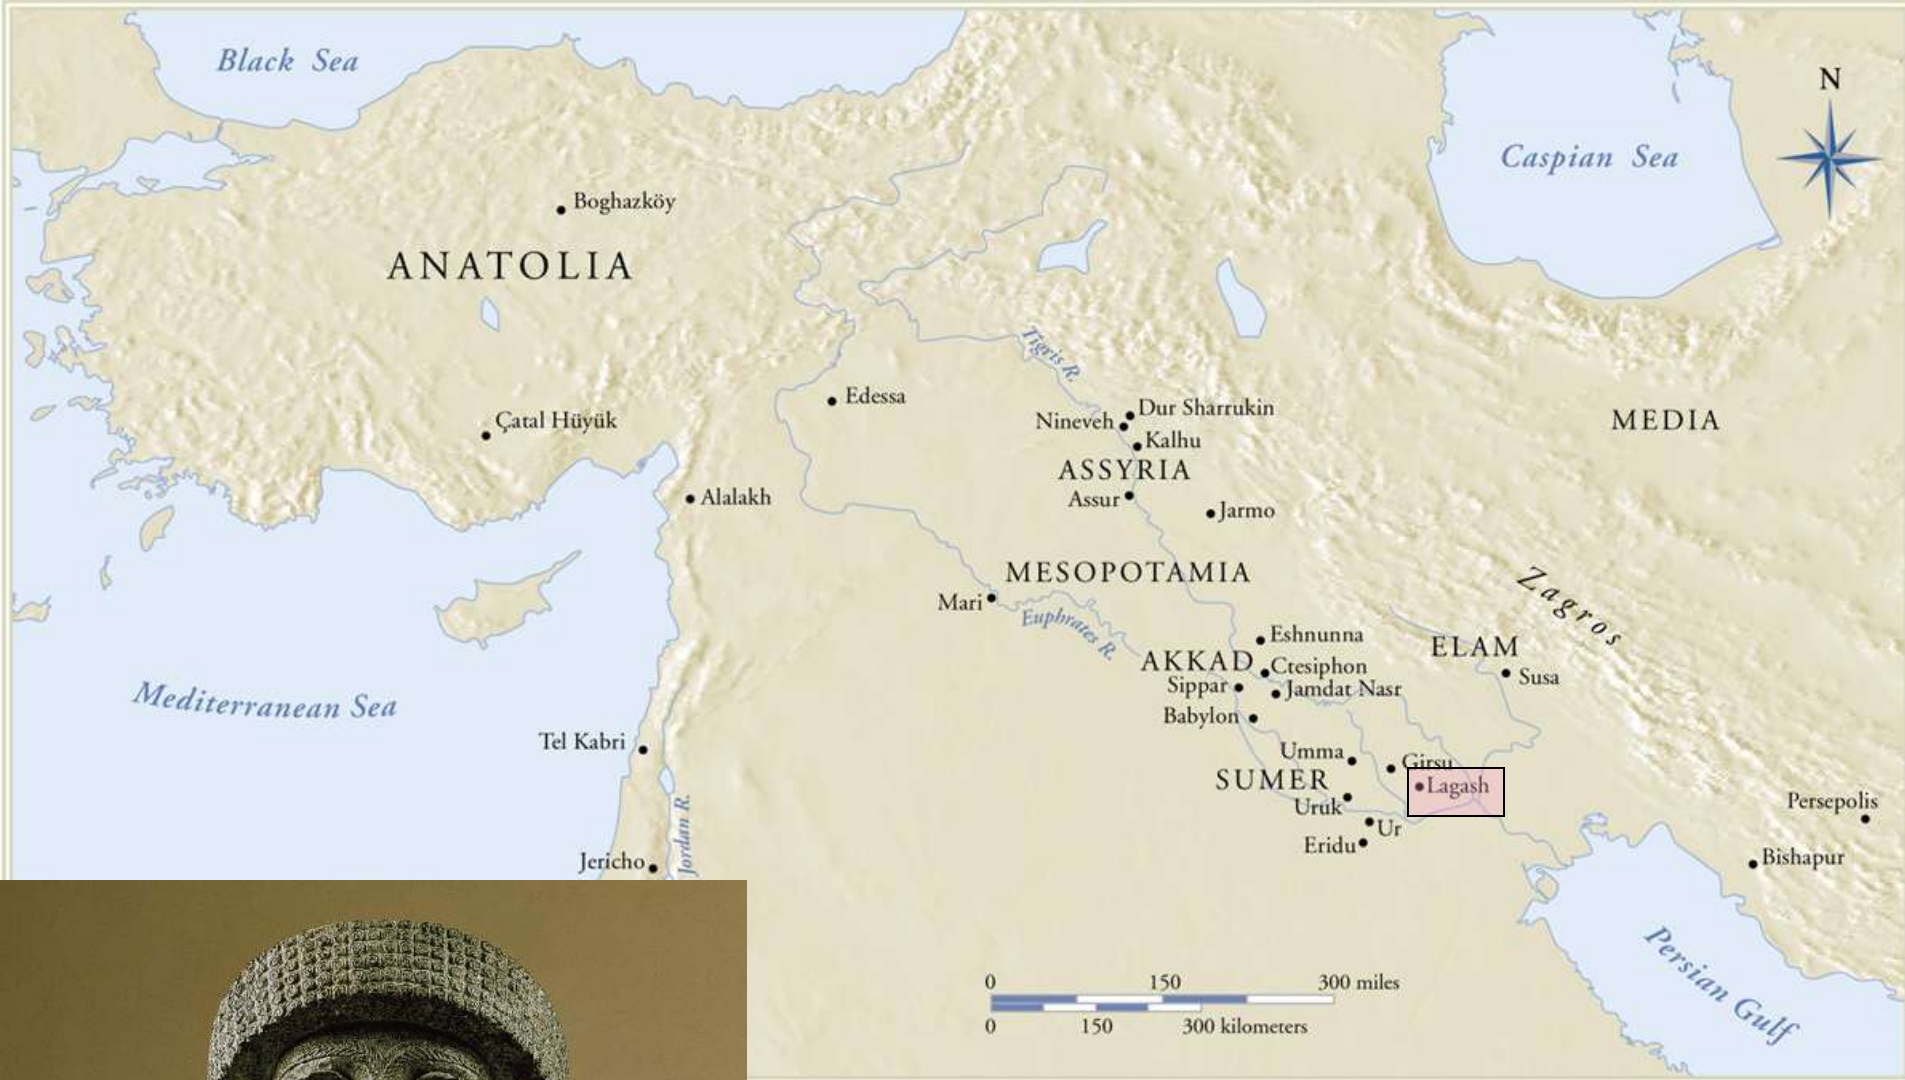 Black Sea
N
Caspian Sea
Boghazköy
ANATOLIA
Tigris R.
Edessa
Dur Sharrukin
Nineveh
Çatal Hüyük
MEDIA
Kalhu
ASSYRIA
Alalakh
Assur
Jarmo
MESOPOTAMIA
Zagros
Mari
Euphrates R.
Eshnunna
ELAM
AKKAD
Ctesiphon
Susa
Sippar
Jamdat Nasr
Mediterranean Sea
Babylon
Tel Kabri
Umma
Girsu
SUMER
Lagash
Uruk
Persepolis
Ur
Jordan R.
Eridu
Bishapur
Jericho
Persian Gulf
0 150 300 miles
0 150 300 kilometers